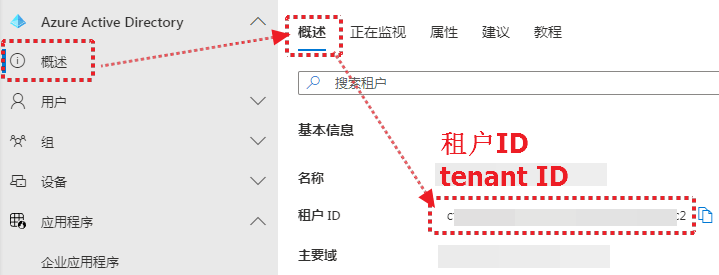 Azure Active Directory
概述
用户
组
设备
应用程序
企业应用程序
概述 正在监视 属性 建议 教程
搜索租户
基本信息
租户ID
tenant ID
名称
租户 ID
主要域